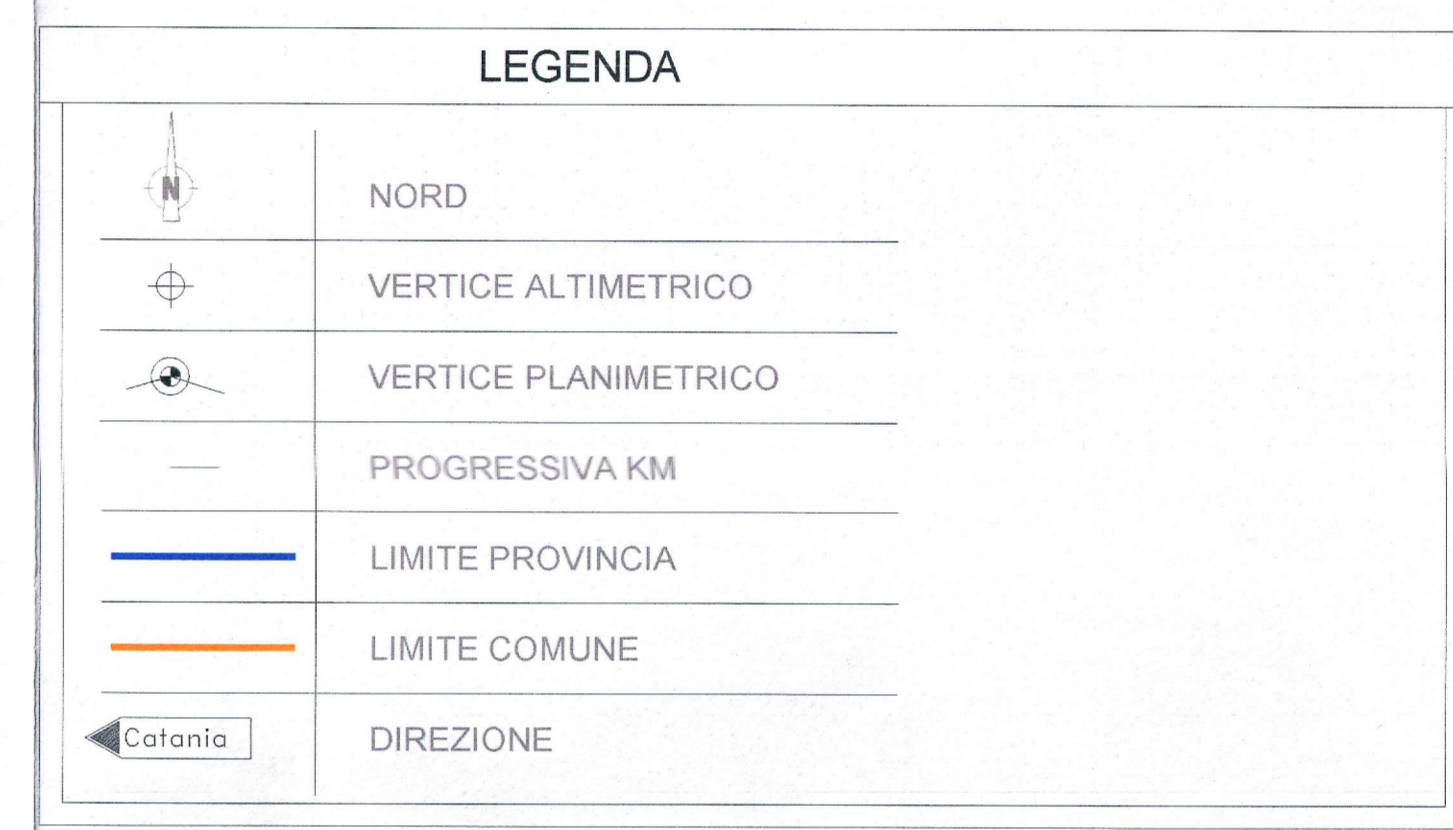 LEGENDA
N
NORD
VERTICE ALTIMETRICO
VERTICE PLANIMETRICO
PROGRESSIVA KM
LIMITE PROVINCIA
LIMITE COMUNE
Catania
DIREZIONE